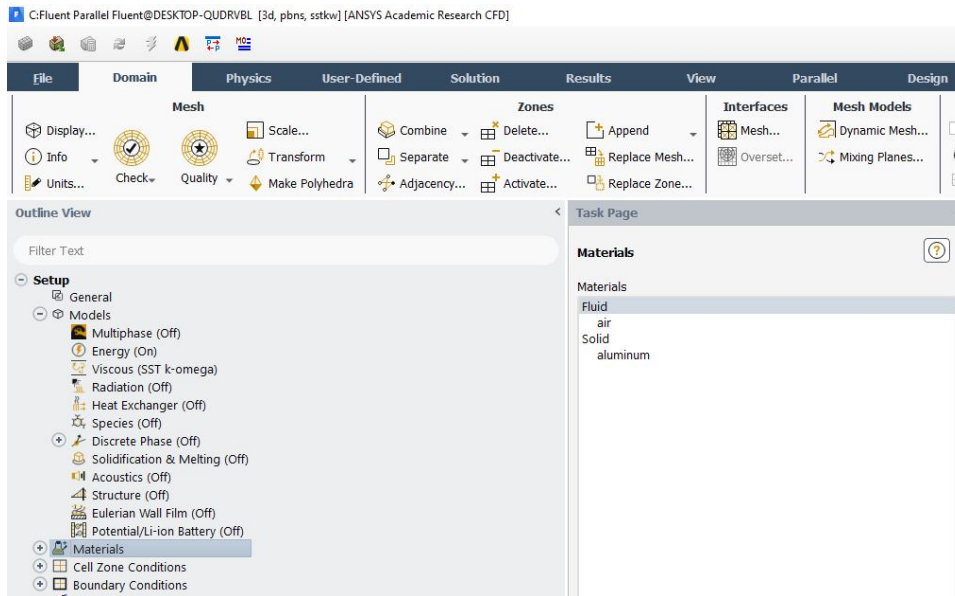 C:Fluent Parallel Fluent@DESKTOP-QUDRVBL [3d, pbns, sstkw] [ANSYS Academic Research CFD]
File Domain Physics User-Defined Solution Results View Parallel Design
Mesh Zones Interfaces Mesh Models
Display... Scale... Combine Delete... Append Mesh... Dynamic Mesh...
Info Transform Separate Deactivate... Replace Mesh... Overset... Mixing Planes...
Units... Check Quality Make Polyhedra Adjacency... Activate... Replace Zone...
Outline View
Filter Text
Setup
General
Models
Multiphase (Off)
Energy (On)
Viscous (SST k-omega)
Radiation (Off)
Heat Exchanger (Off)
Species (Off)
Discrete Phase (Off)
Solidification & Melting (Off)
Acoustics (Off)
Structure (Off)
Eulerian Wall Film (Off)
Potential/Li-ion Battery (Off)
Materials
Cell Zone Conditions
Boundary Conditions
Task Page
Materials
Materials
Fluid
air
Solid
aluminum